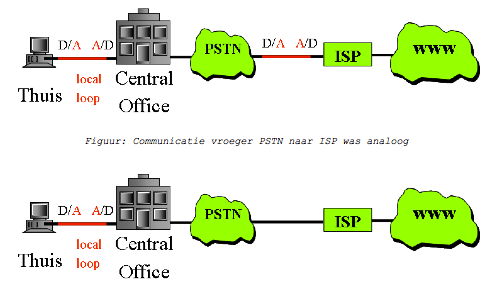 D/A A/D
PSTN
D/A A/D
ISP
WWW
Thuis
local
loop
Central
Office
Figuur: Communicatie vroeger PSTN naar ISP was analoog
D/A A/D
PSTN
ISP
WWW
Thuis
local
loop
Central
Office